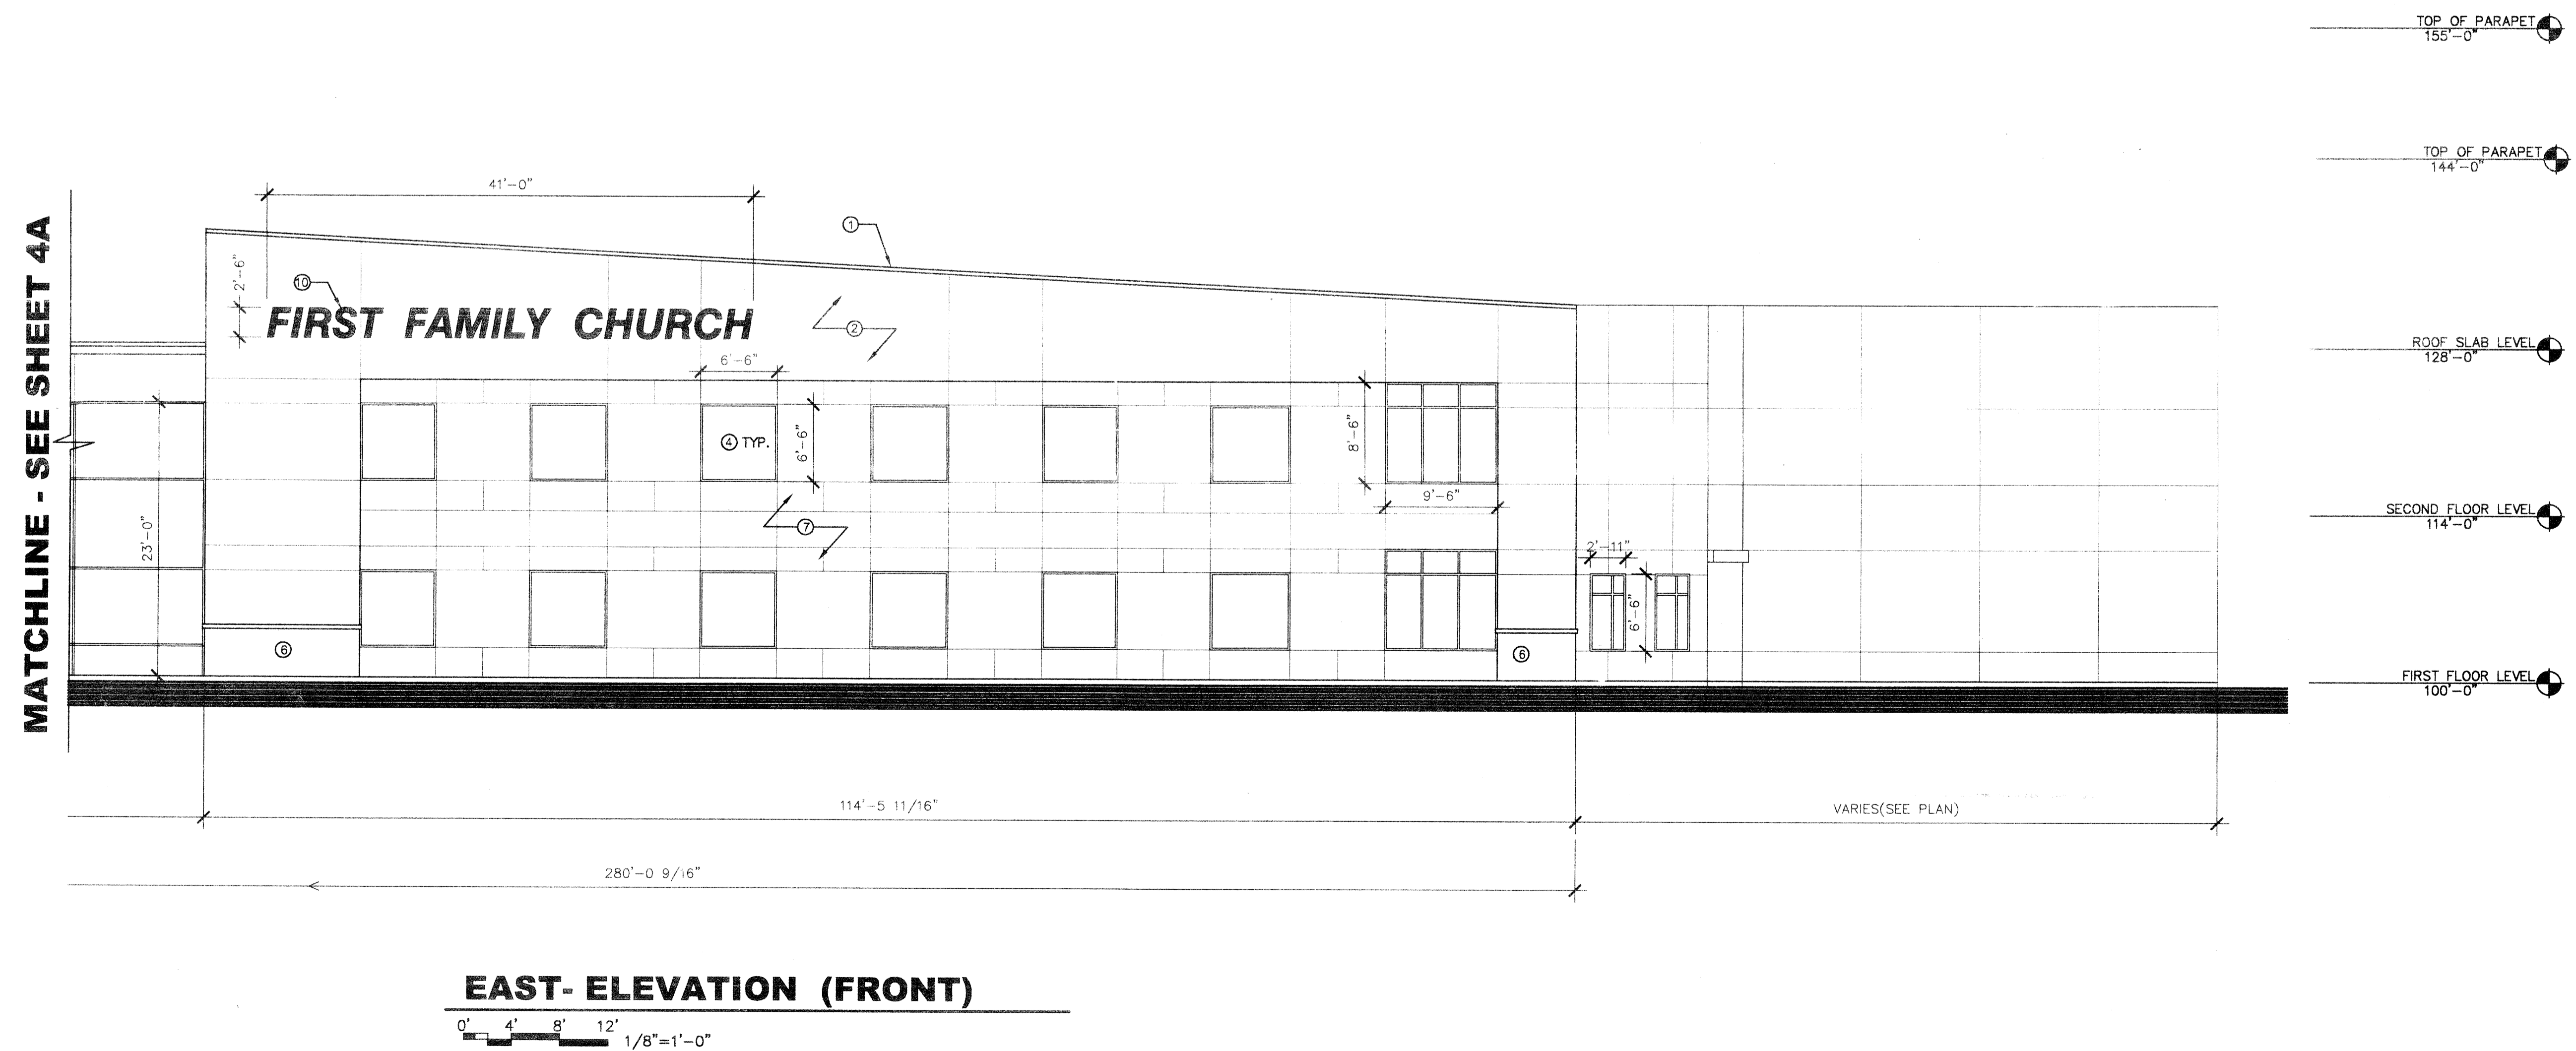 TOP OF PARAPET
155'-0"
TOP OF PARAPET
144'-0"
41'-0"
1
2'-6"
10
FIRST FAMILY CHURCH
2
ROOF SLAB LEVEL
128'-0"
6'-6"
4 TYP.
6'-6"
8'-6"
9'-6"
7
SECOND FLOOR LEVEL
114'-0"
23'-0"
2'-11"
6'-6"
6
6
FIRST FLOOR LEVEL
100'-0"
MATCHLINE - SEE SHEET 4A
114'-5 11/16"
VARIES(SEE PLAN)
280'-0 9/16"
EAST- ELEVATION (FRONT)
0' 4' 8' 12'
1/8"=1'-0"